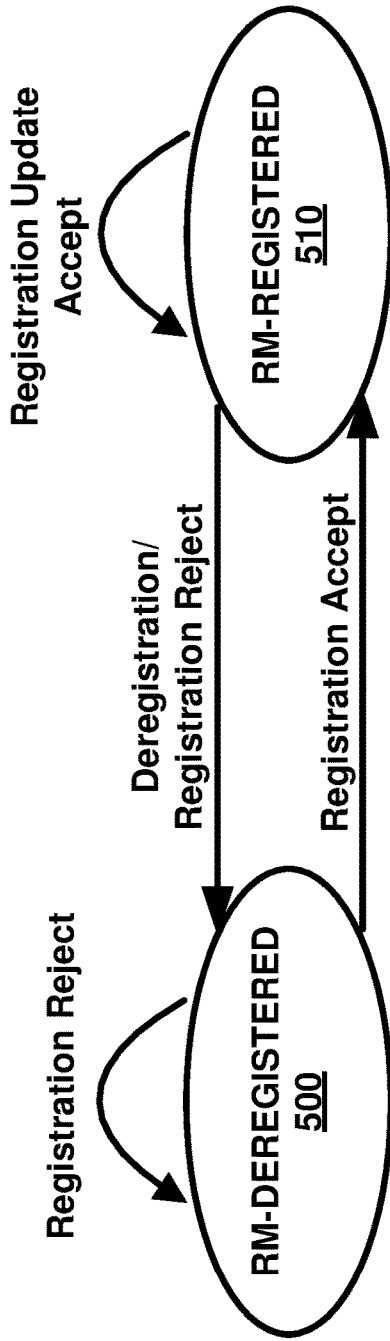 Registration Reject
RM-DEREGISTERED
500
Deregistration/
Registration Reject
Registration Accept
Registration Update
Accept
RM-REGISTERED
510